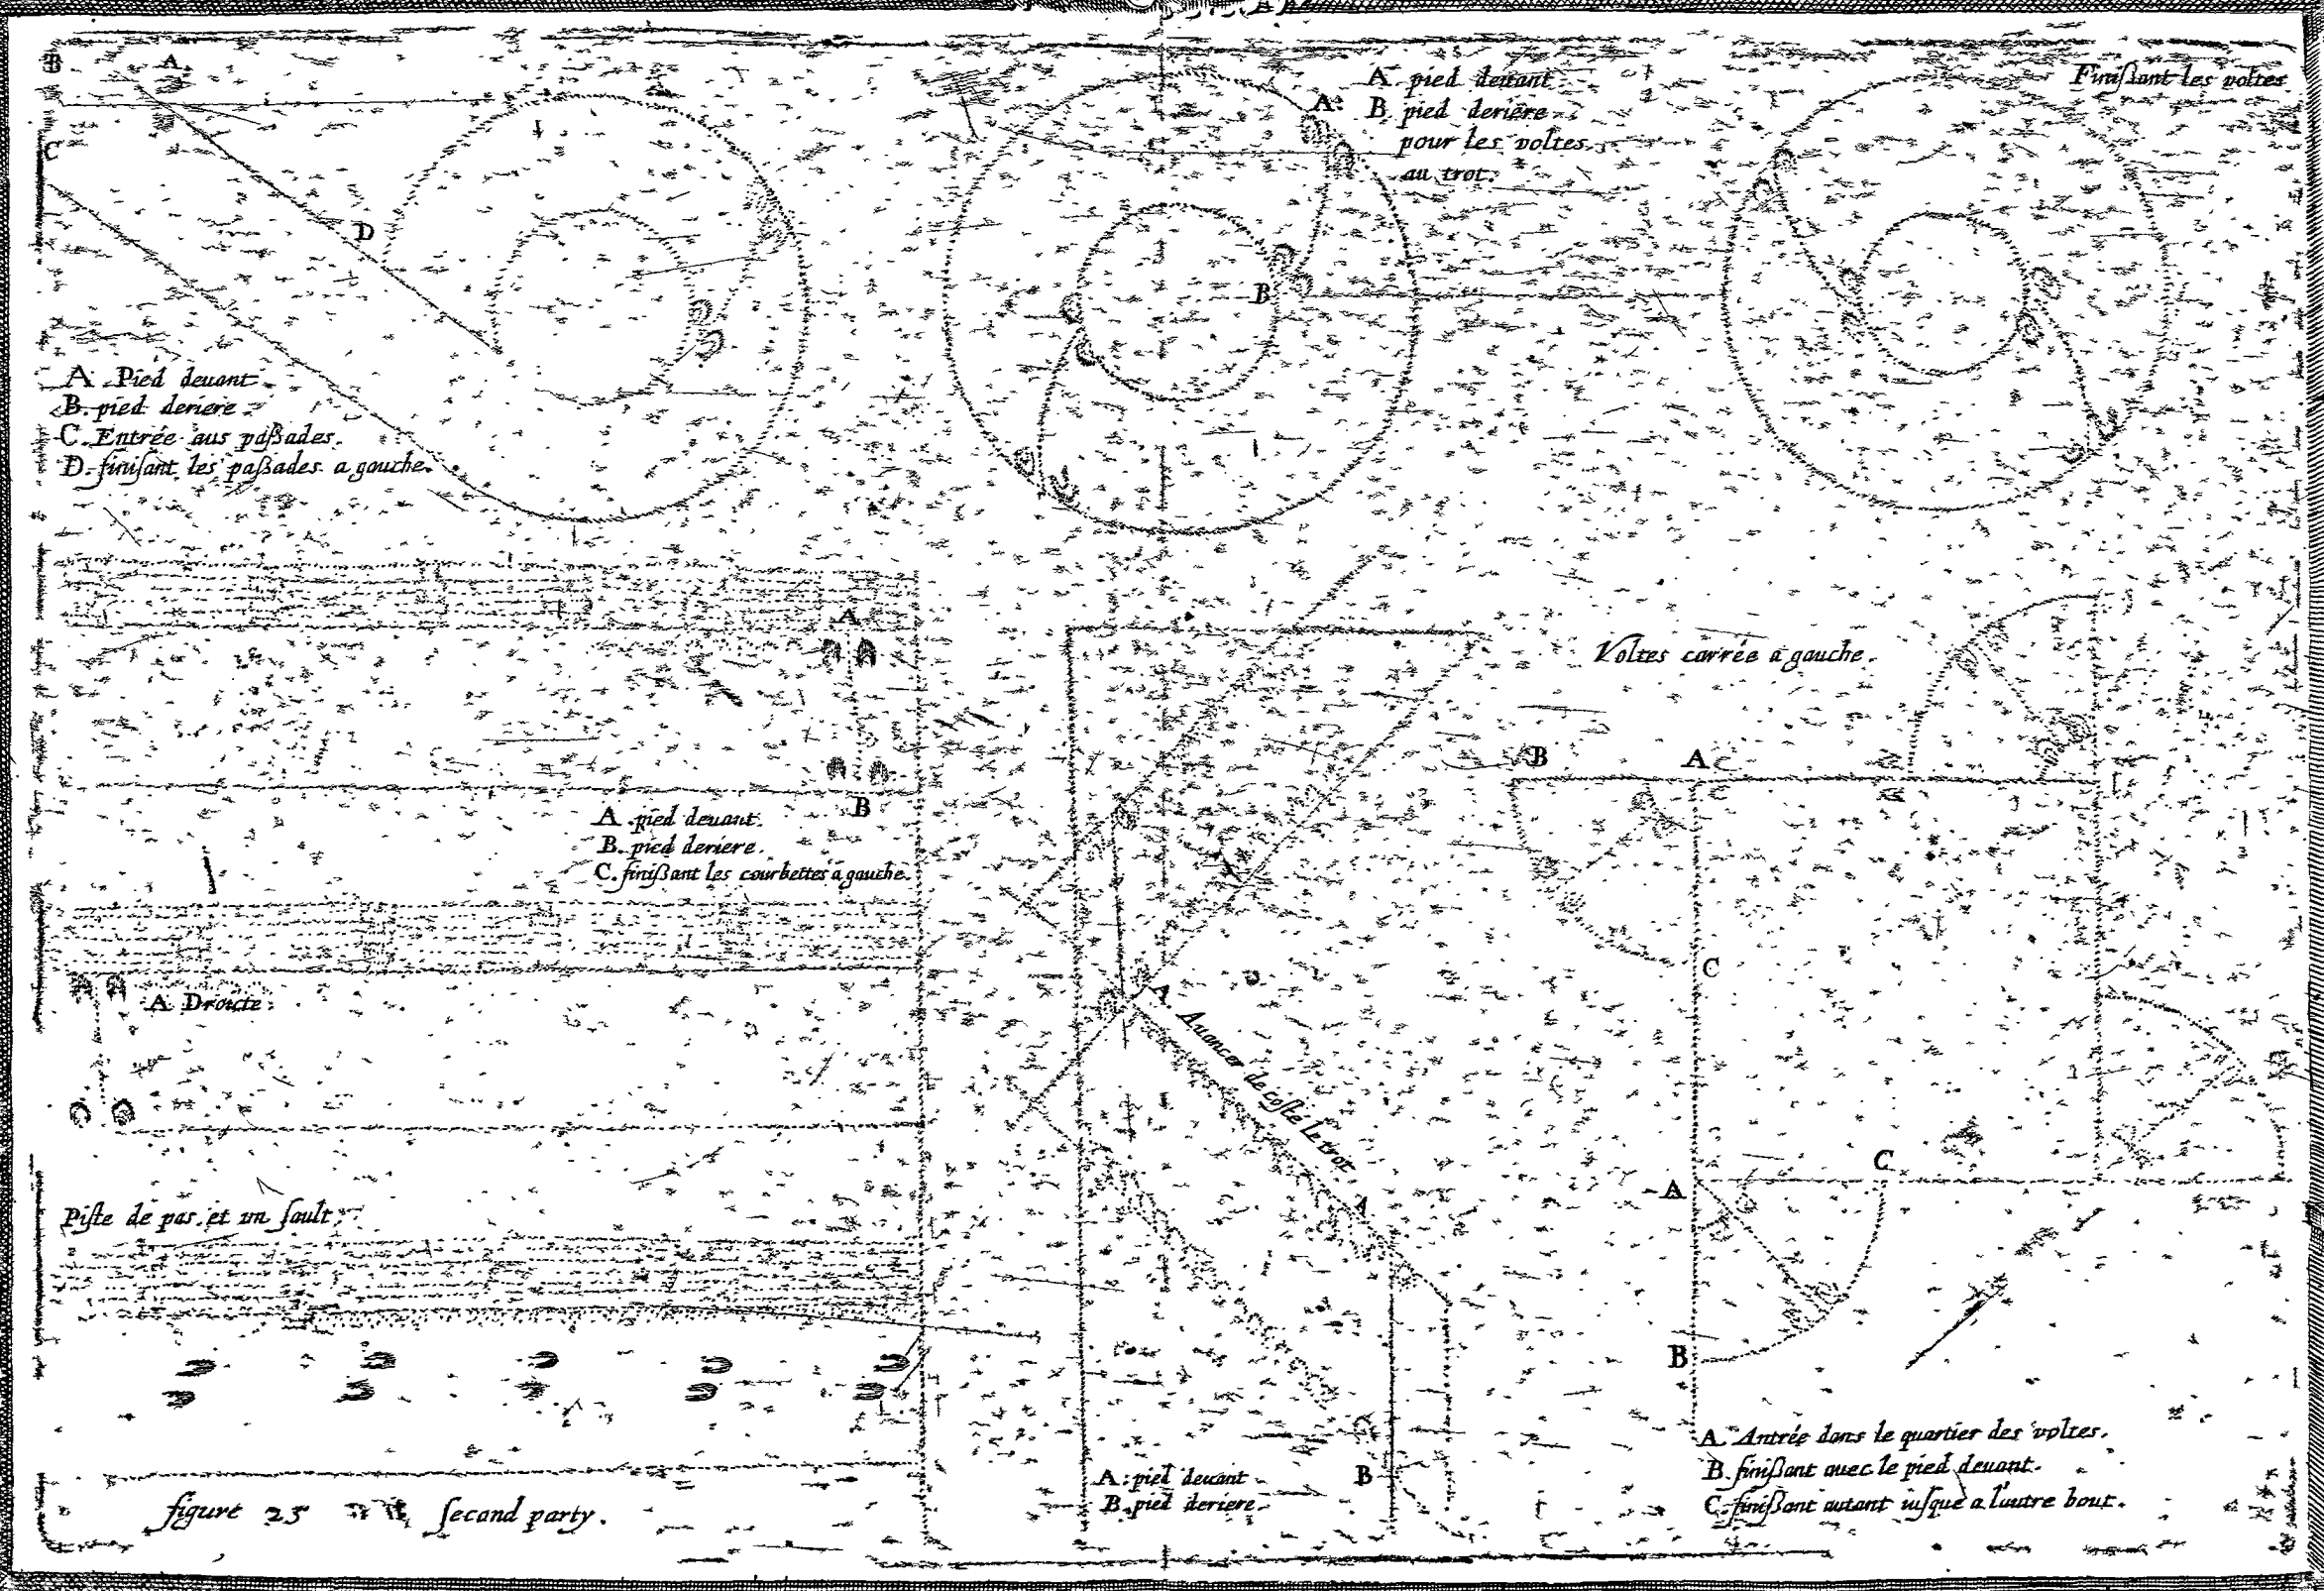 B
A.
C
D
A. Pied deuant
B. pied deriere
C. Entrée aus paßades.
D. finiſant les paßades a gauche.
A.
A. pied deuant
B. pied deriere
pour les voltes
au trot.
B
Finißant les voltes
A
B
A. pied deuant.
B. pied deriere.
C. finißant les courbettes a gauche.
A Droicte.
Piſte de pas et un ſault.
figure 25
ſecond party.
Voltes carrée a gauche.
B
A
C
A. Auancer de coſté le trot
A
B
A. pied deuant
B. pied deriere
A
C
B
A. Antrée dans le quartier des voltes.
B. finißant auec le pied deuant.
C. finißant autant iuſque a l'autre bout.